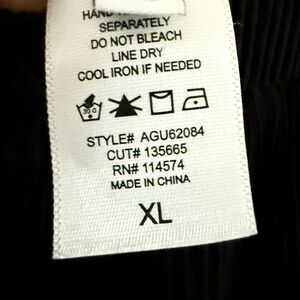 HAND
SEPARATELY
DO NOT BLEACH
LINE DRY
COOL IRON IF NEEDED
STYLE# AGU62084
CUT# 135665
RN# 114574
MADE IN CHINA
XL